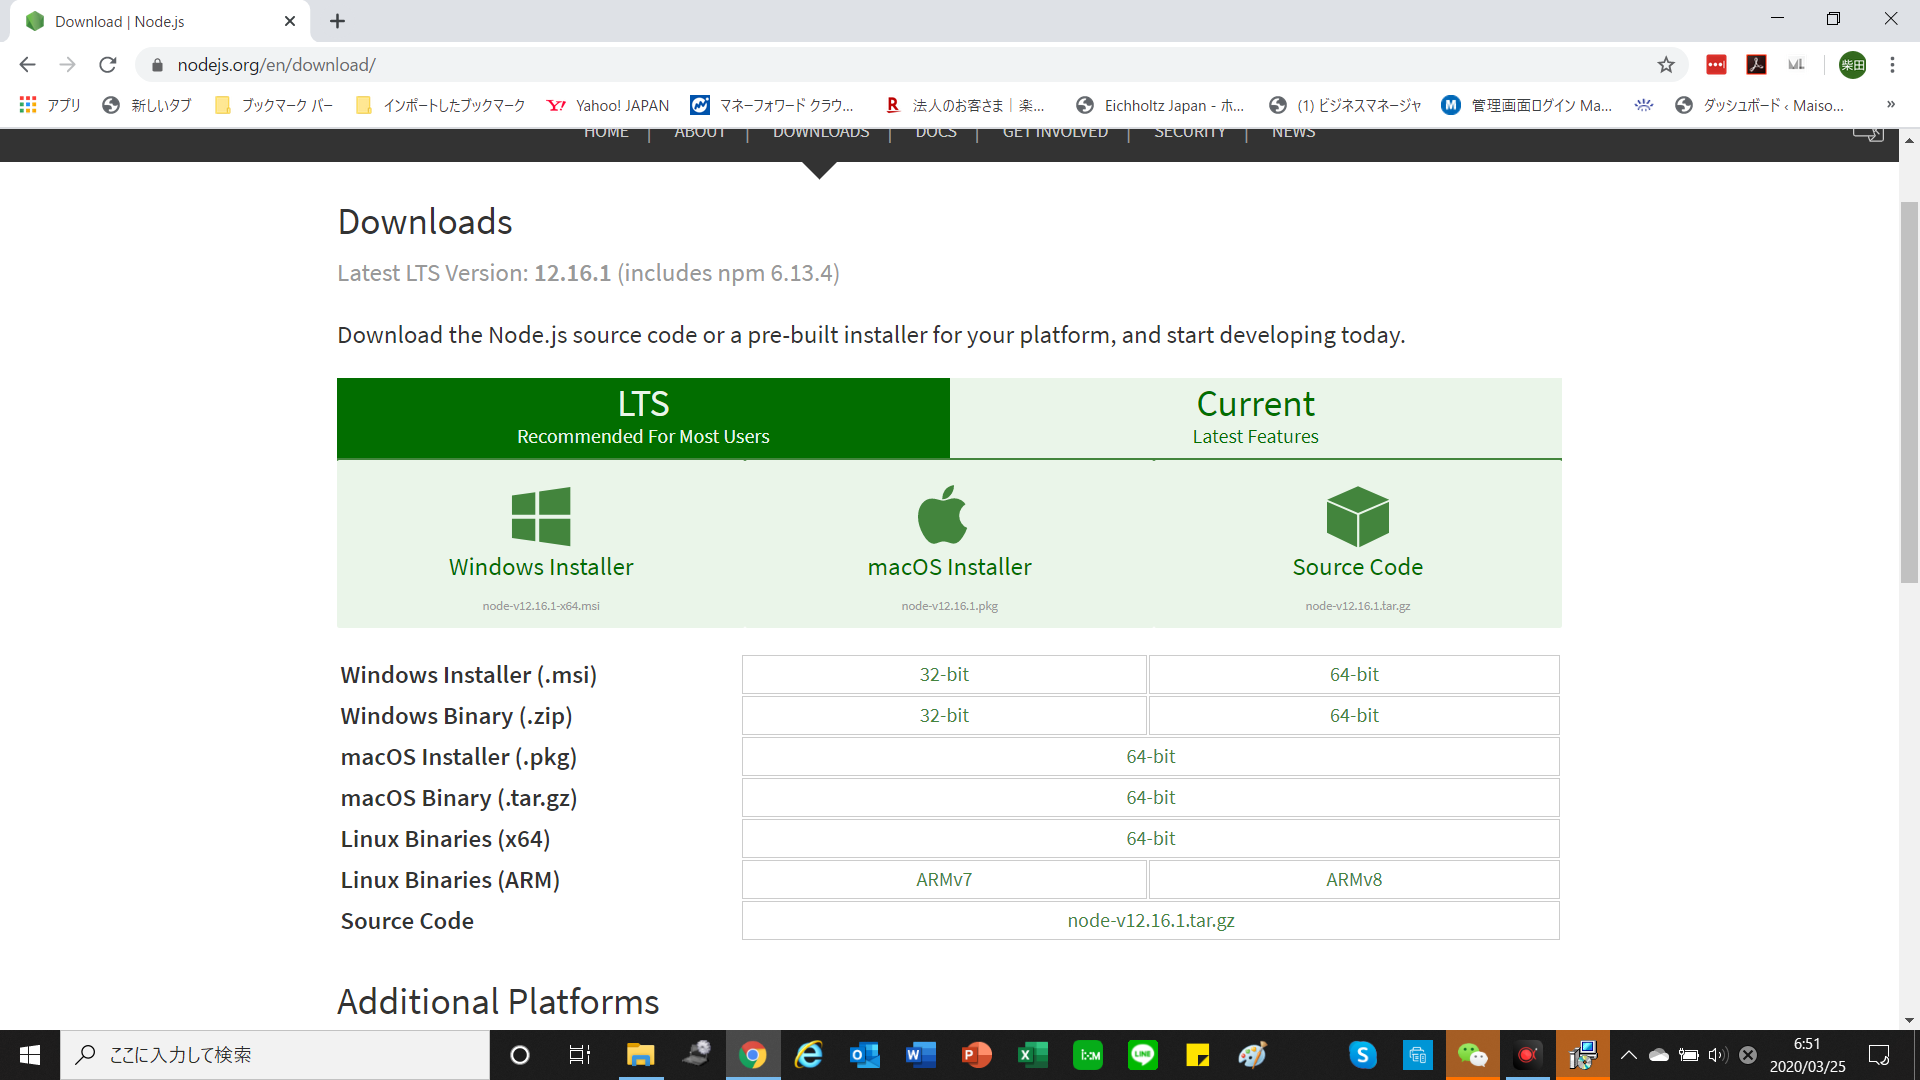 Download | Node.js
nodejs.org/en/download/
柴田
アプリ 新しいタブ ブックマーク バー インポートしたブックマーク Yahoo! JAPAN マネーフォワード クラウ... 法人のお客さま｜楽... Eichholtz Japan - ホ... (1) ビジネスマネージャ 管理画面ログイン Ma... ダッシュボード ‹ Maiso... »
HOME | ABOUT | DOWNLOADS | DOCS | GET INVOLVED | SECURITY | NEWS
Downloads
Latest LTS Version: 12.16.1 (includes npm 6.13.4)
Download the Node.js source code or a pre-built installer for your platform, and start developing today.
LTS
Recommended For Most Users
Current
Latest Features
Windows Installer
node-v12.16.1-x64.msi
macOS Installer
node-v12.16.1.pkg
Source Code
node-v12.16.1.tar.gz
Windows Installer (.msi) 32-bit 64-bit
Windows Binary (.zip) 32-bit 64-bit
macOS Installer (.pkg) 64-bit
macOS Binary (.tar.gz) 64-bit
Linux Binaries (x64) 64-bit
Linux Binaries (ARM) ARMv7 ARMv8
Source Code node-v12.16.1.tar.gz
Additional Platforms
ここに入力して検索
6:51
2020/03/25